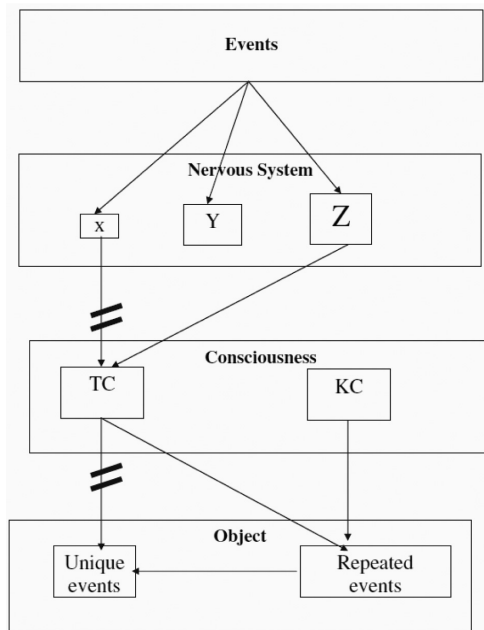 Events
Nervous System
x
Y
Z
Consciousness
TC
KC
Object
Unique
events
Repeated
events